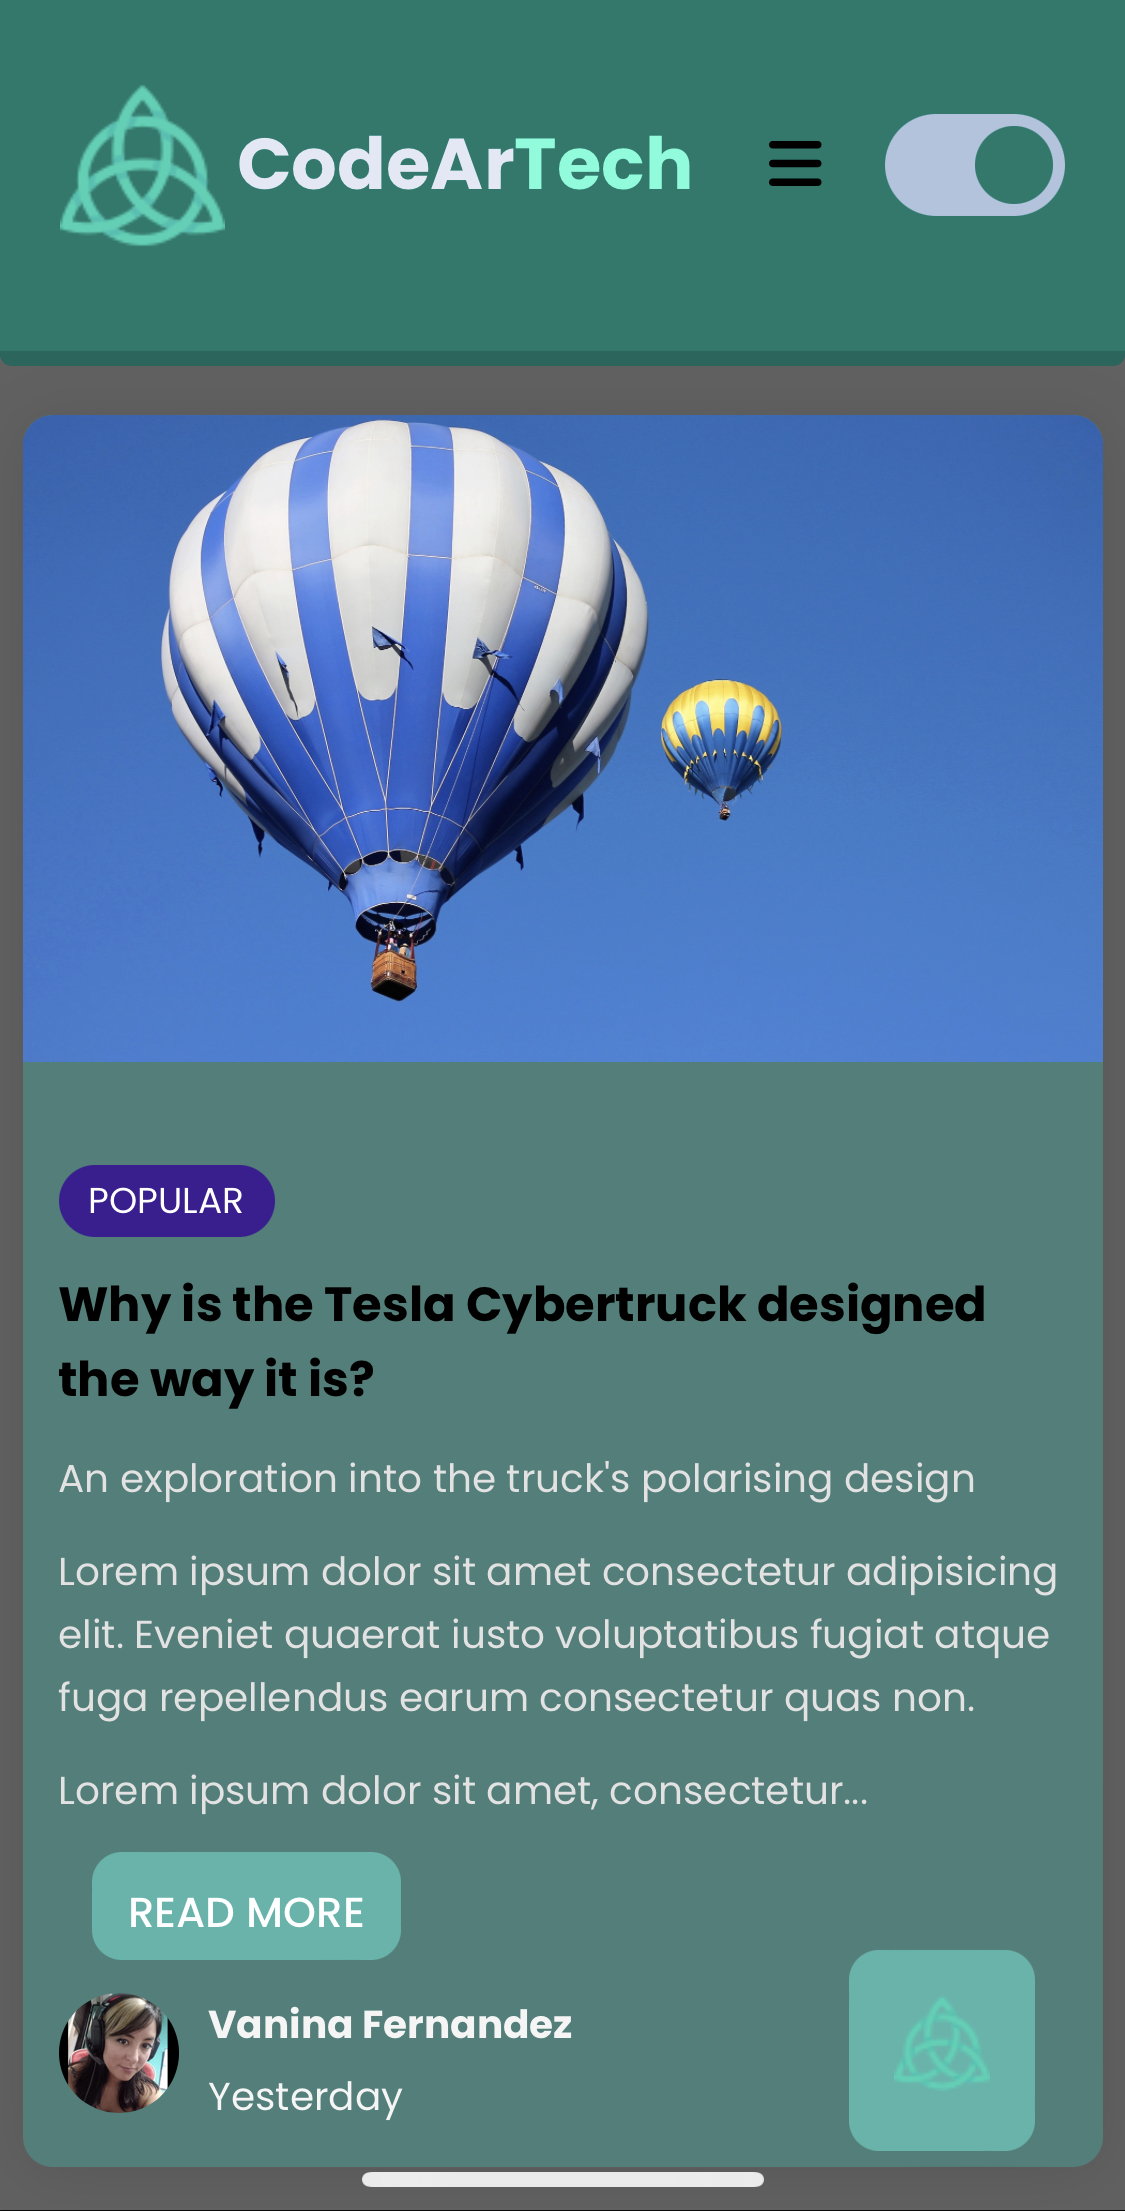 CodeArTech
POPULAR
Why is the Tesla Cybertruck designed
the way it is?
An exploration into the truck's polarising design
Lorem ipsum dolor sit amet consectetur adipisicing
elit. Eveniet quaerat iusto voluptatibus fugiat atque
fuga repellendus earum consectetur quas non.
Lorem ipsum dolor sit amet, consectetur...
READ MORE
Vanina Fernandez
Yesterday